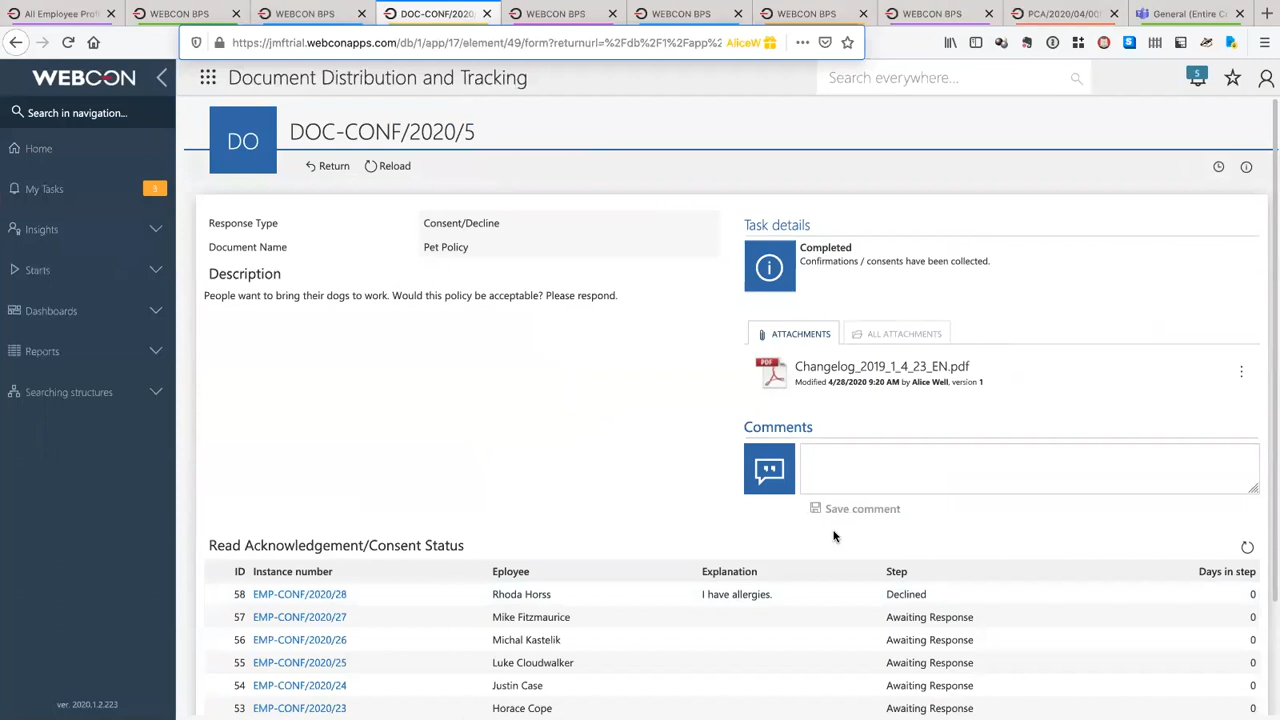 All Employee Profi
WEBCON BPS
WEBCON BPS
DOC-CONF/2020/
WEBCON BPS
WEBCON BPS
WEBCON BPS
WEBCON BPS
PCA/2020/04/00
General (Entire C
https://jmftrial.webconapps.com/db/1/app/17/element/49/form?returnurl=%2Fdb%2F1%2Fapp%2
AliceW
WEBCON
Document Distribution and Tracking
Search everywhere...
5
Search in navigation...
DO
DOC-CONF/2020/5
Home
Return
Reload
My Tasks
3
Insights
Starts
Dashboards
Reports
Searching structures
ver. 2020.1.2.223
Response Type
Consent/Decline
Document Name
Pet Policy
Description
People want to bring their dogs to work. Would this policy be acceptable? Please respond.
Task details
Completed
Confirmations / consents have been collected.
ATTACHMENTS
ALL ATTACHMENTS
PDF
Changelog_2019_1_4_23_EN.pdf
Modified 4/28/2020 9:20 AM by Alice Well, version 1
Comments
Save comment
Read Acknowledgement/Consent Status
ID Instance number Eployee Explanation Step Days in step
58 EMP-CONF/2020/28 Rhoda Horss I have allergies. Declined 0
57 EMP-CONF/2020/27 Mike Fitzmaurice Awaiting Response 0
56 EMP-CONF/2020/26 Michal Kastelik Awaiting Response 0
55 EMP-CONF/2020/25 Luke Cloudwalker Awaiting Response 0
54 EMP-CONF/2020/24 Justin Case Awaiting Response 0
53 EMP-CONF/2020/23 Horace Cope Awaiting Response 0